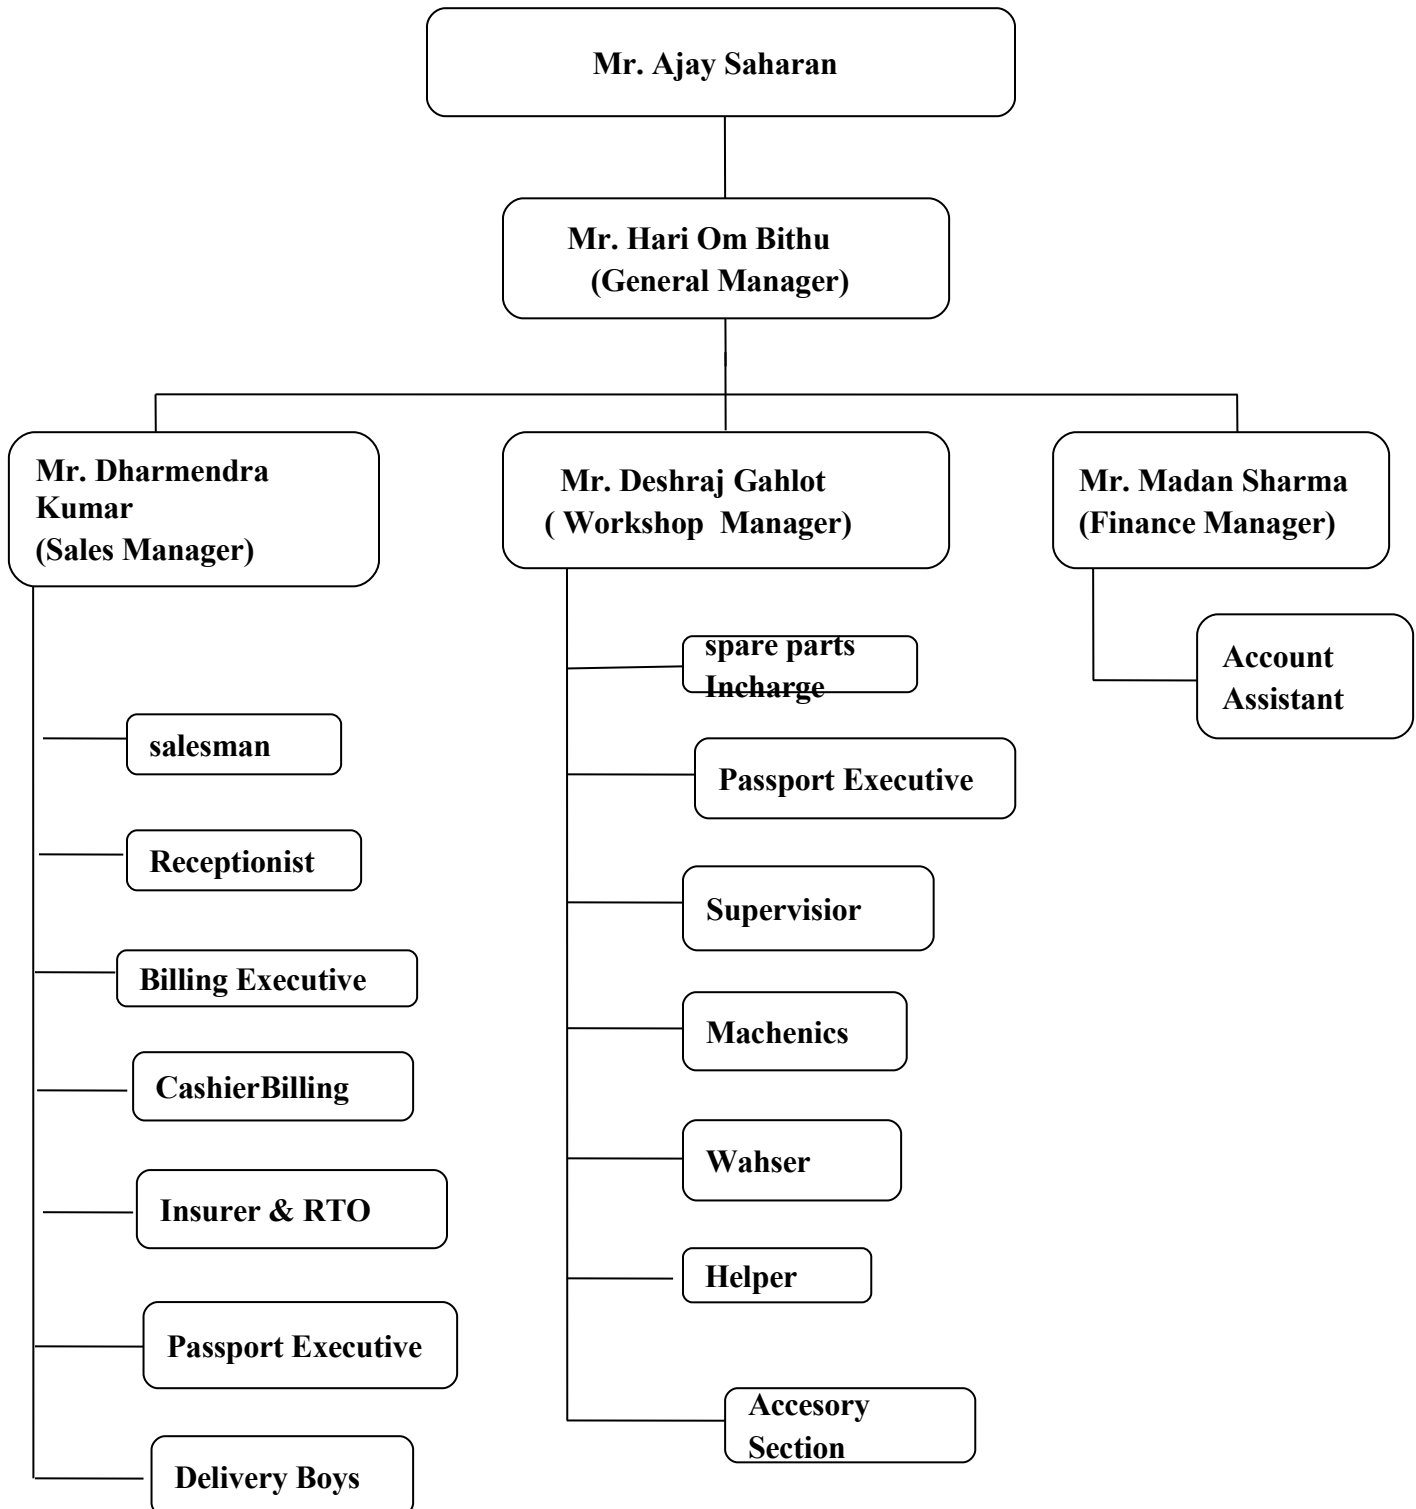 Mr. Ajay Saharan
Mr. Hari Om Bithu
(General Manager)
Mr. Dharmendra
Kumar
(Sales Manager)
Mr. Deshraj Gahlot
( Workshop Manager)
Mr. Madan Sharma
(Finance Manager)
salesman
Receptionist
Billing Executive
CashierBilling
Insurer & RTO
Passport Executive
Delivery Boys
spare parts
Incharge
Passport Executive
Supervisior
Machenics
Wahser
Helper
Accesory
Section
Account
Assistant